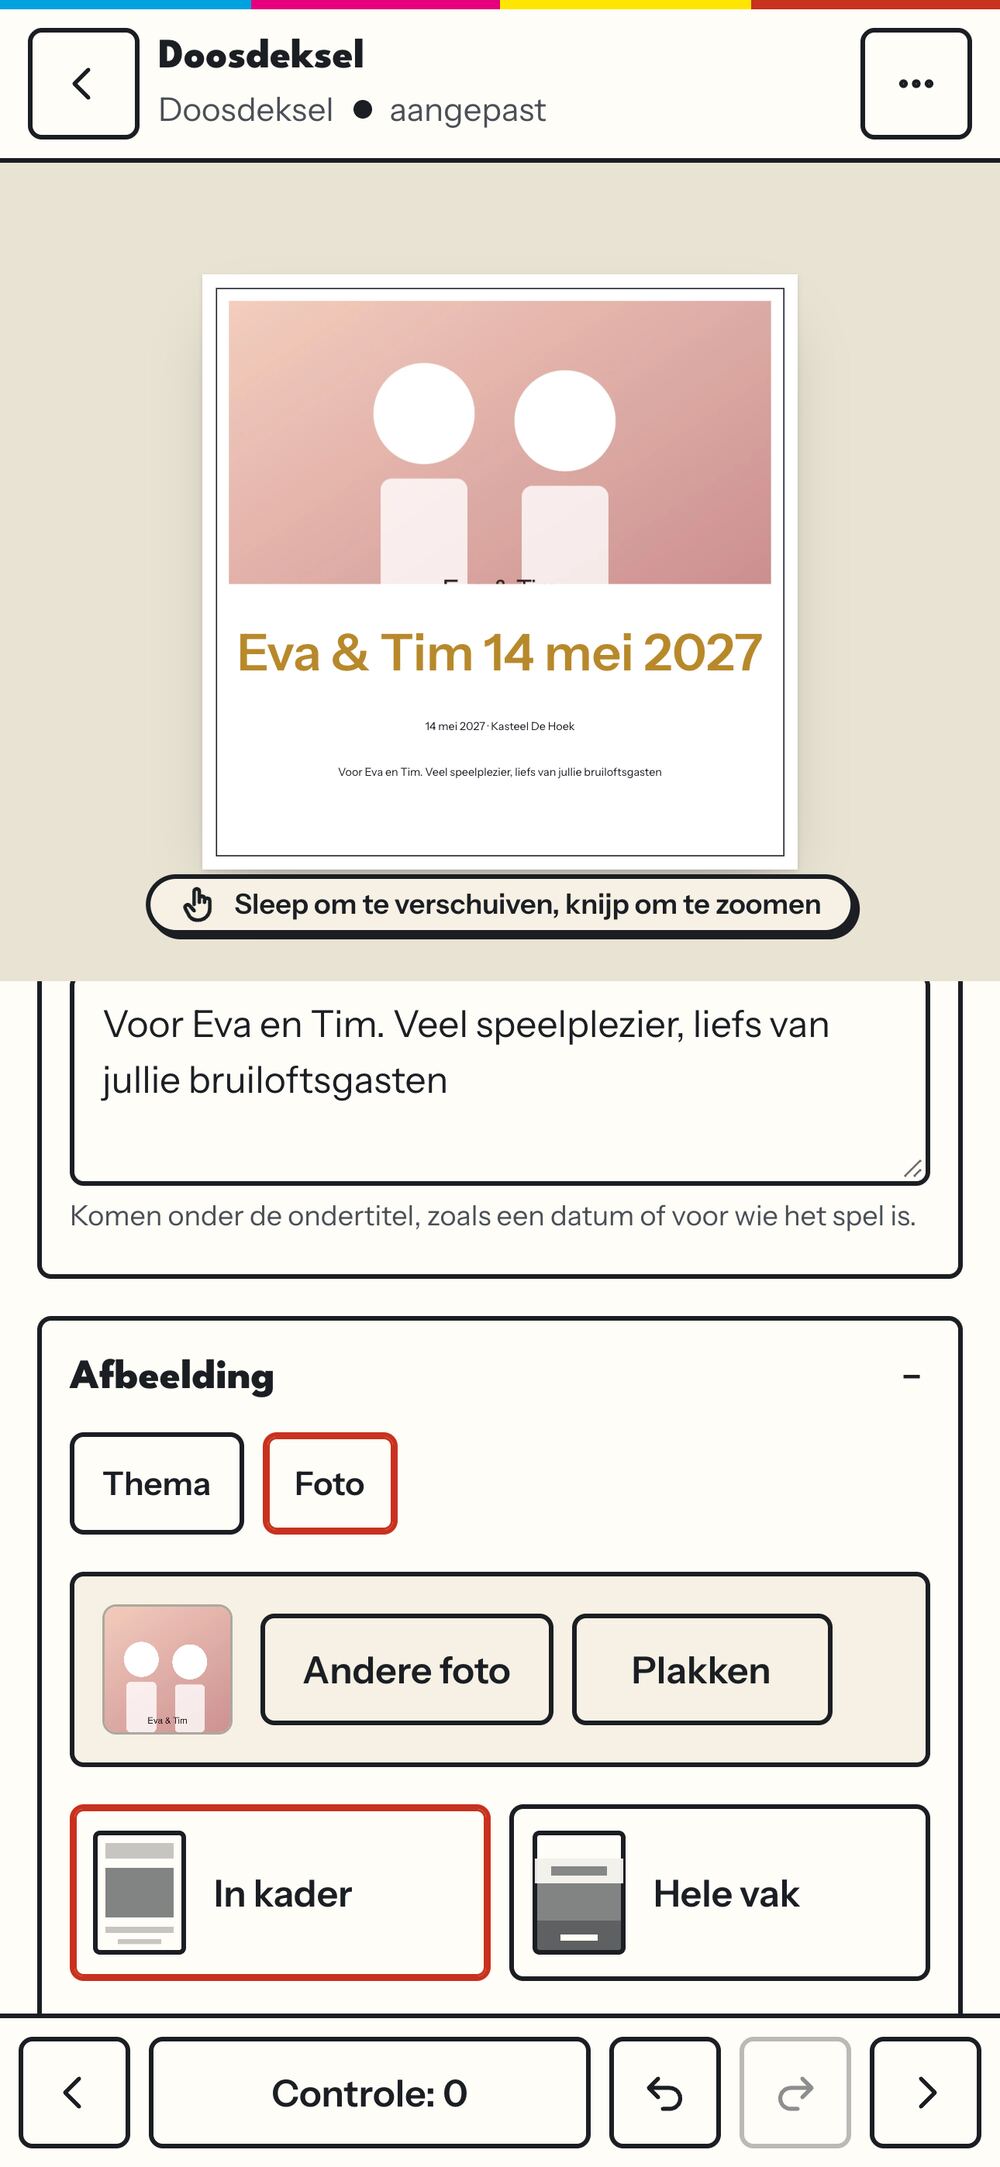 Doosdeksel
Doosdeksel ● aangepast
Eva & Tim 14 mei 2027
14 mei 2027 · Kasteel De Hoek
Voor Eva en Tim. Veel speelplezier, liefs van jullie bruiloftsgasten
Sleep om te verschuiven, knijp om te zoomen
Voor Eva en Tim. Veel speelplezier, liefs van
jullie bruiloftsgasten
Komen onder de ondertitel, zoals een datum of voor wie het spel is.
Afbeelding
Thema
Foto
Eva & Tim
Andere foto
Plakken
In kader
Hele vak
Controle: 0